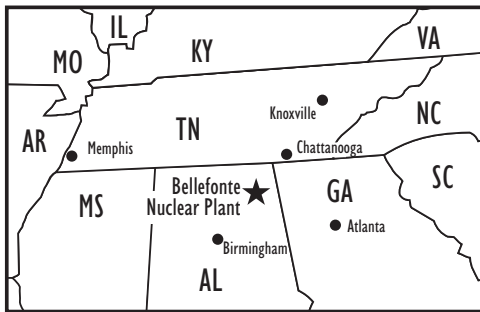 IL
VA
KY
MO
Knoxville
NC
AR
Memphis
TN
Chattanooga
SC
Bellefonte
Nuclear Plant
GA
MS
Atlanta
Birmingham
AL